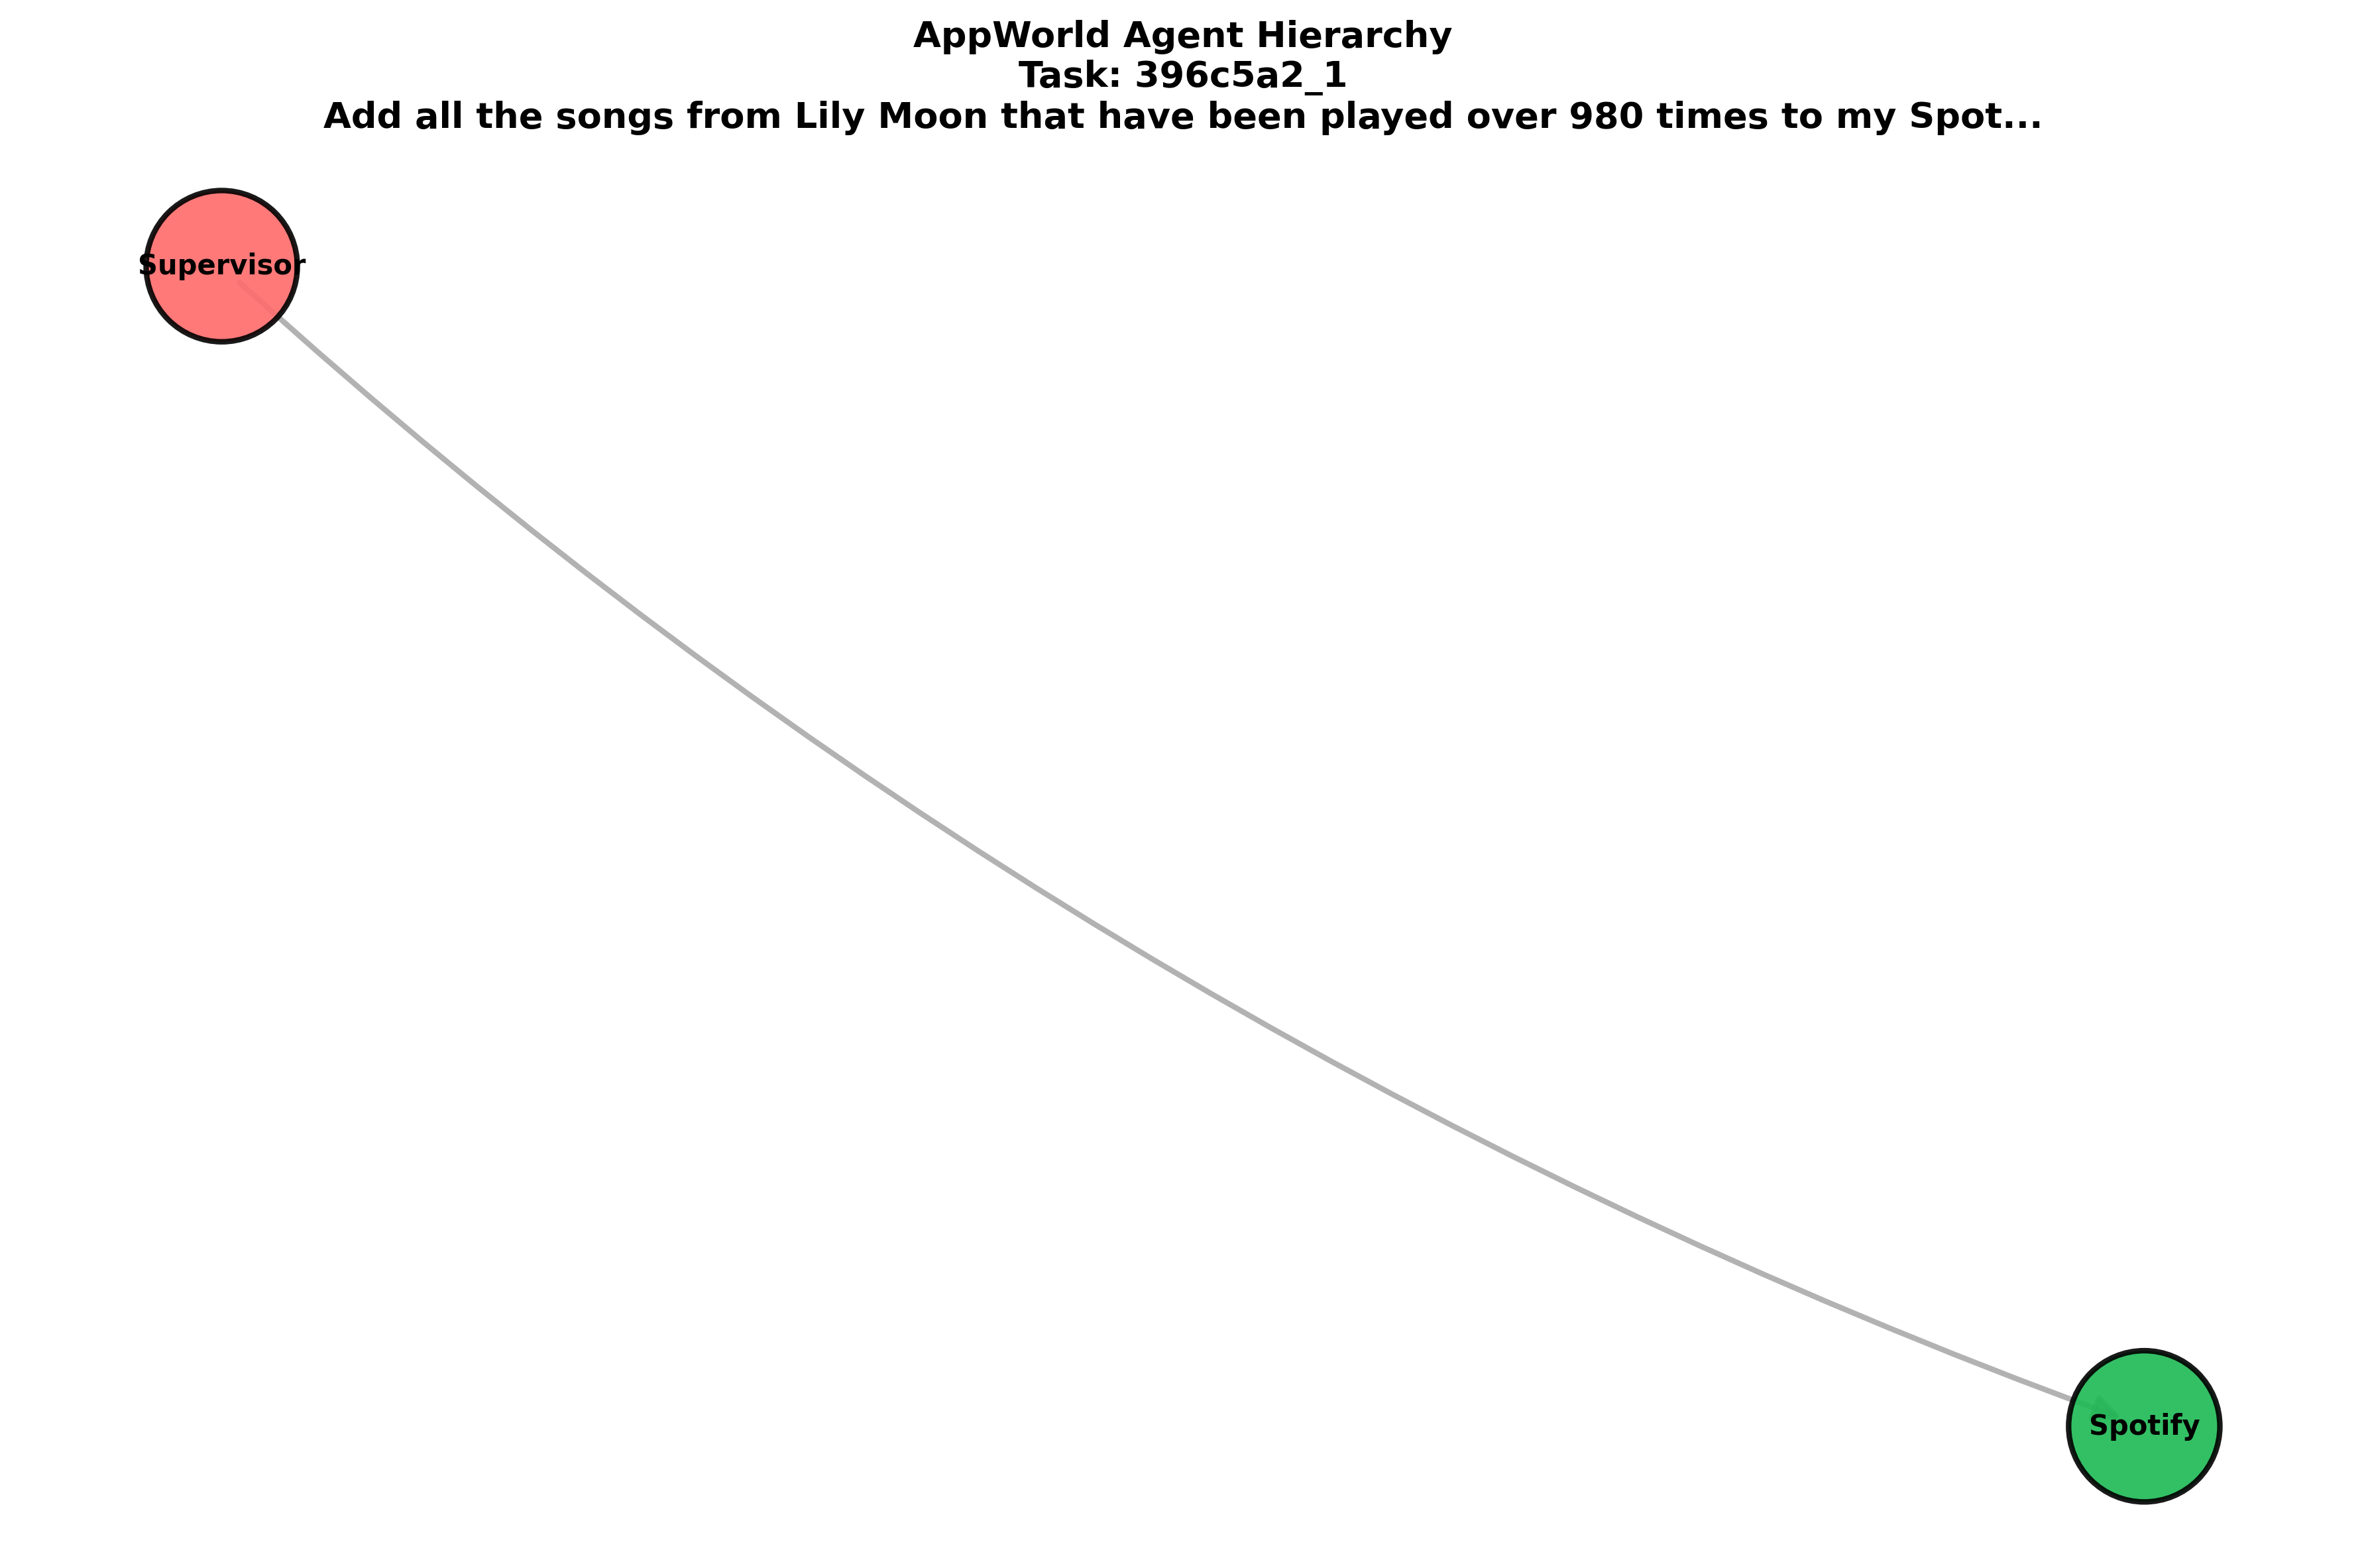 AppWorld Agent Hierarchy
Task: 396c5a2_1
Add all the songs from Lily Moon that have been played over 980 times to my Spot...
Supervisor
Spotify